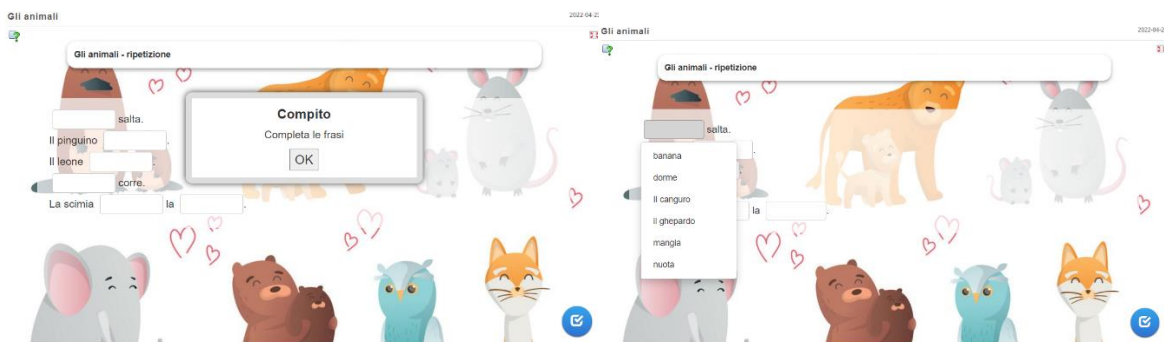 Gli animali
Gli animali - ripetizione
Compito
Completa le frasi
OK
salta.
Il pinguino .
Il leone .
corre.
La scimia la .
Gli animali
Gli animali - ripetizione
salta.
banana
dorme
Il canguro
Il ghepardo
mangia
nuota
.
la .